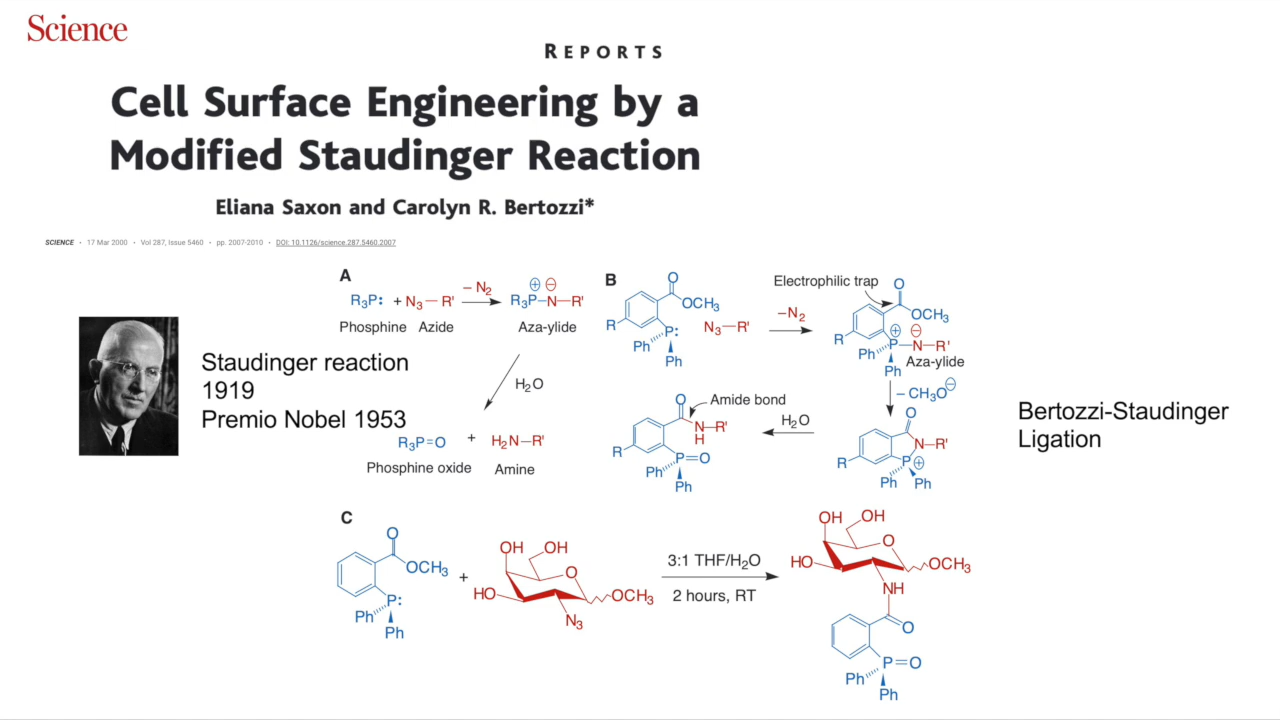 Science
REPORTS
Cell Surface Engineering by a
Modified Staudinger Reaction
Eliana Saxon and Carolyn R. Bertozzi*
SCIENCE • 17 Mar 2000 • Vol 287, Issue 5460 • pp. 2007-2010 • DOI: 10.1126/science.287.5460.2007
A
R₃P: + N₃—R' – N₂ R₃P—N—R'
⊕ ⊖
Phosphine Azide Aza-ylide
H₂O
R₃P=O + H₂N—R'
Phosphine oxide Amine
Staudinger reaction
1919
Premio Nobel 1953
B
O
OCH₃
R
P:
Ph
Ph
N₃—R'
–N₂
Electrophilic trap
O
OCH₃
R
⊕ ⊖
P—N—R'
Ph
Ph
Aza-ylide
– CH₃O⊖
O
N—R'
R
P⊕
Ph Ph
H₂O
Amide bond
O
N—R'
H
R
P=O
Ph
Ph
Bertozzi-Staudinger
Ligation
C
O
OCH₃
P:
Ph
Ph
+
OH OH
O
HO
OCH₃
N₃
3:1 THF/H₂O
2 hours, RT
OH OH
O
HO
OCH₃
NH
O
P=O
Ph
Ph